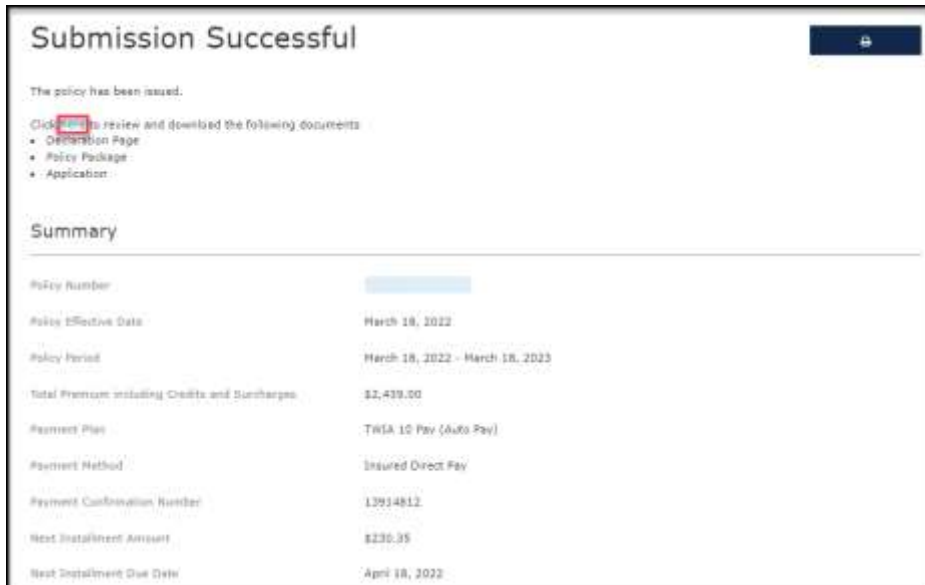 Submission Successful
The policy has been issued.
Click here to review and download the following documents
• Declaration Page
• Policy Package
• Application
Summary
Policy Number
Policy Effective Date March 18, 2022
Policy Period March 18, 2022 - March 18, 2023
Total Premium including Credits and Surcharges $2,439.00
Payment Plan TWIA 10 Pay (Auto Pay)
Payment Method Insured Direct Pay
Payment Confirmation Number 13914812
Next Installment Amount $230.35
Next Installment Due Date April 18, 2022